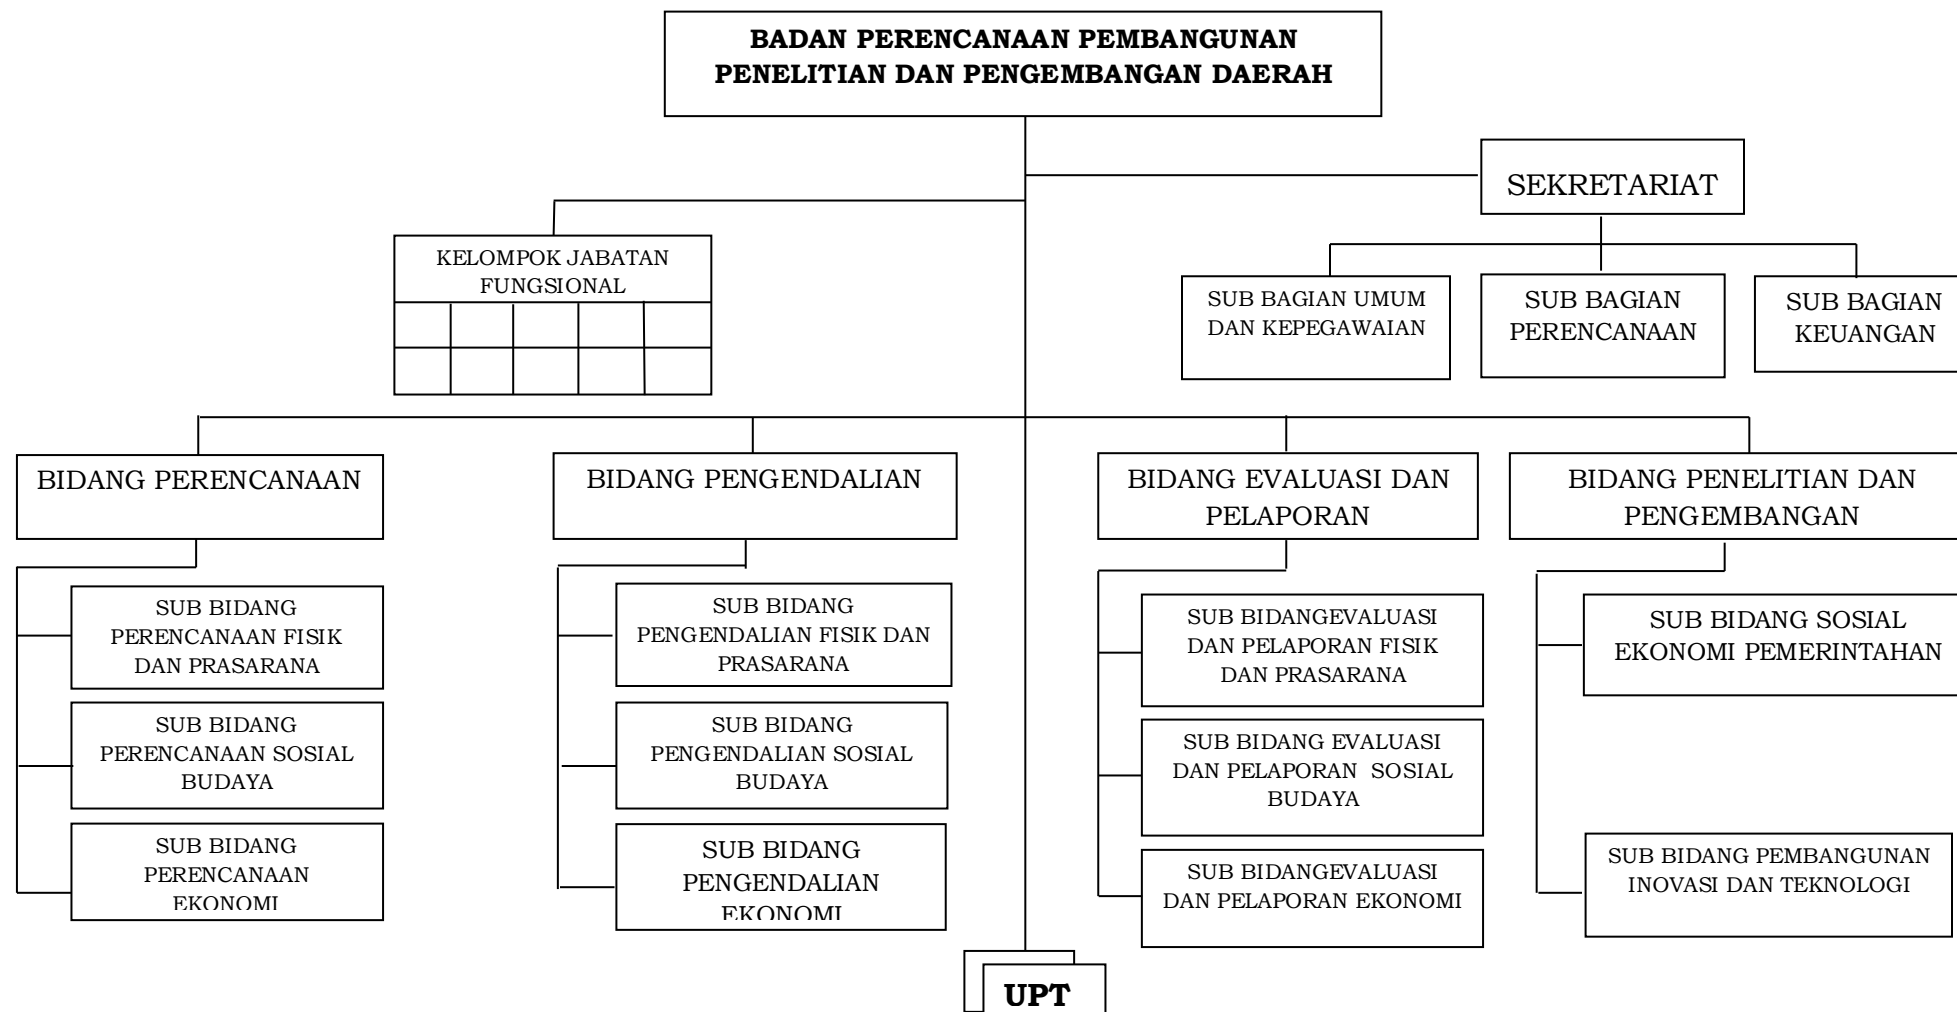 BADAN PERENCANAAN PEMBANGUNAN
PENELITIAN DAN PENGEMBANGAN DAERAH
SEKRETARIAT
KELOMPOK JABATAN
FUNGSIONAL
SUB BAGIAN UMUM
DAN KEPEGAWAIAN
SUB BAGIAN
PERENCANAAN
SUB BAGIAN
KEUANGAN
BIDANG PERENCANAAN
BIDANG PENGENDALIAN
BIDANG EVALUASI DAN
PELAPORAN
BIDANG PENELITIAN DAN
PENGEMBANGAN
SUB BIDANG
PERENCANAAN FISIK
DAN PRASARANA
SUB BIDANG
PERENCANAAN SOSIAL
BUDAYA
SUB BIDANG
PERENCANAAN
EKONOMI
SUB BIDANG
PENGENDALIAN FISIK DAN
PRASARANA
SUB BIDANG
PENGENDALIAN SOSIAL
BUDAYA
SUB BIDANG
PENGENDALIAN
EKONOMI
SUB BIDANGEVALUASI
DAN PELAPORAN FISIK
DAN PRASARANA
SUB BIDANG EVALUASI
DAN PELAPORAN  SOSIAL
BUDAYA
SUB BIDANGEVALUASI
DAN PELAPORAN EKONOMI
SUB BIDANG SOSIAL
EKONOMI PEMERINTAHAN
SUB BIDANG PEMBANGUNAN
INOVASI DAN TEKNOLOGI
UPT